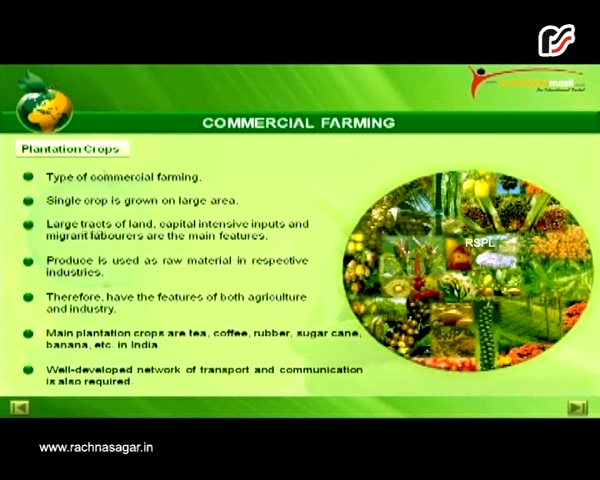 COMMERCIAL FARMING
Plantation Crops
Type of commercial farming.
Single crop is grown on large area.
Large tracts of land, capital intensive inputs and
migrant labourers are the main features.
Produce is used as raw material in respective
industries.
Therefore, have the features of both agriculture
and industry.
Main plantation crops are tea, coffee, rubber, sugar cane,
banana, etc. in India.
Well-developed network of transport and communication
is also required.
RSPL
www.rachnasagar.in